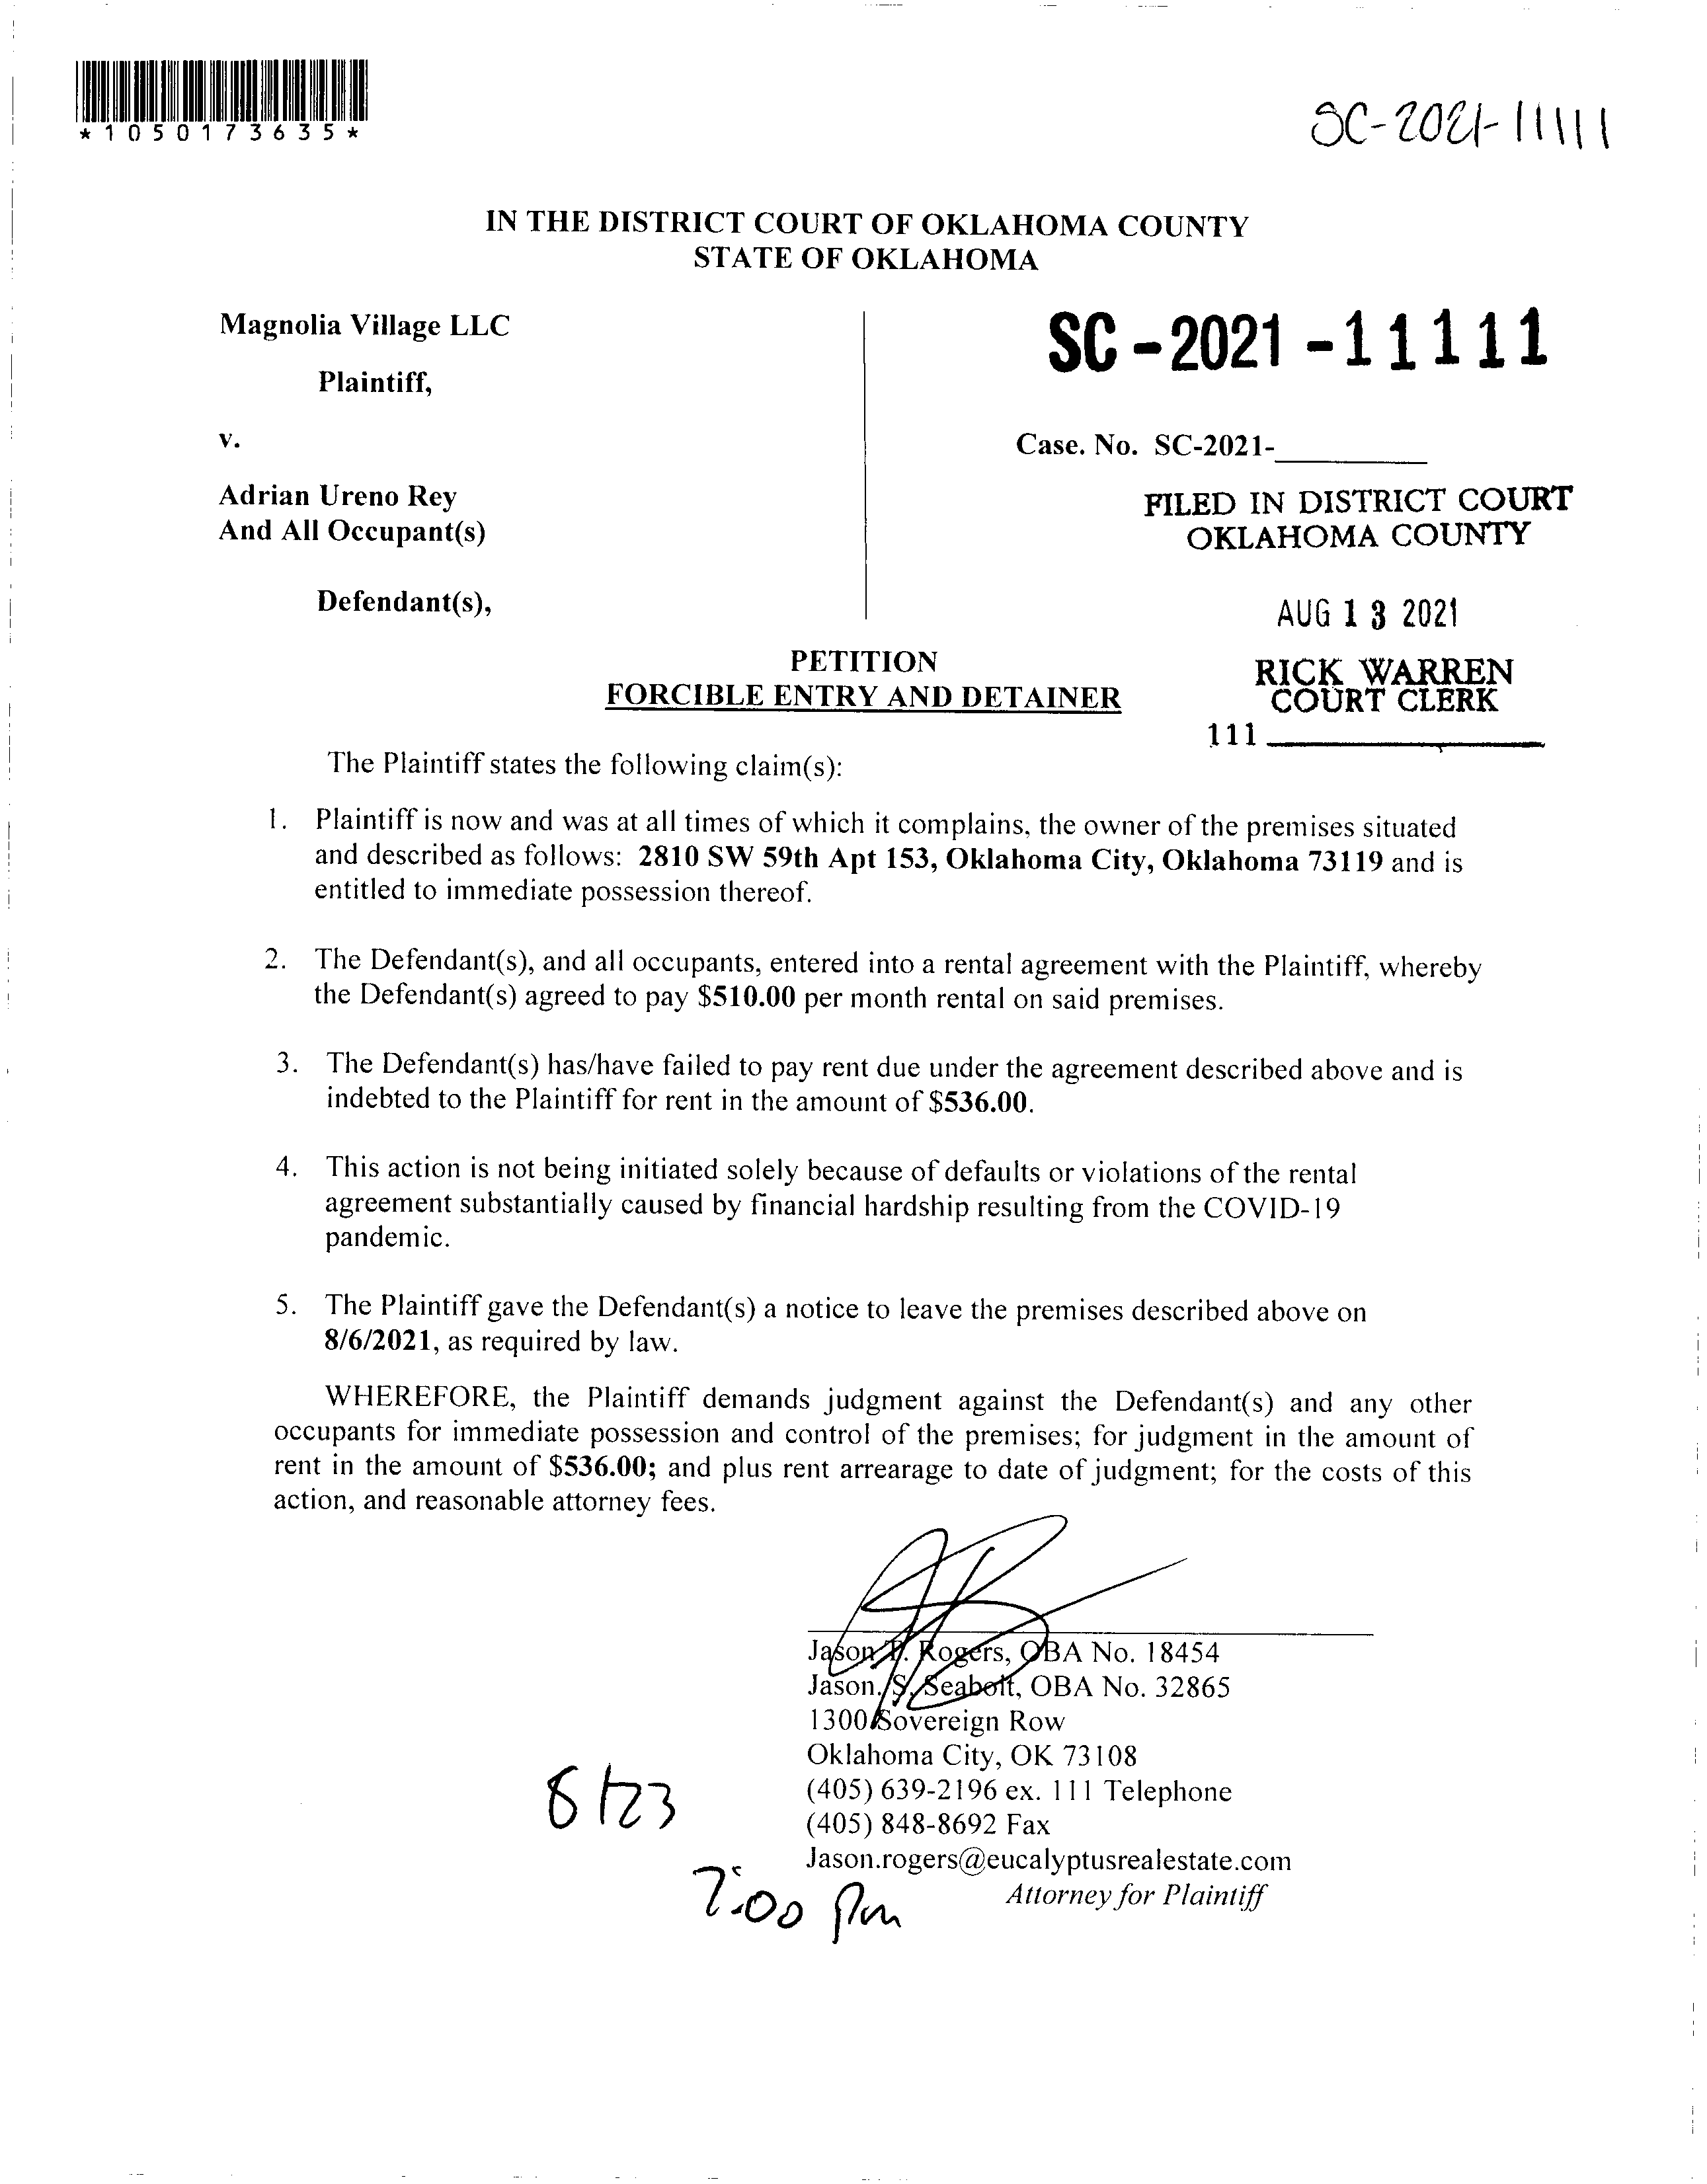 *1050173635*
SC-2021-11111
IN THE DISTRICT COURT OF OKLAHOMA COUNTY
STATE OF OKLAHOMA
Magnolia Village LLC
Plaintiff,
v.
Adrian Ureno Rey
And All Occupant(s)
Defendant(s),
SC-2021-11111
Case. No. SC-2021-________
FILED IN DISTRICT COURT
OKLAHOMA COUNTY
AUG 13 2021
RICK WARREN
COURT CLERK
111 ________
PETITION
FORCIBLE ENTRY AND DETAINER
The Plaintiff states the following claim(s):
1. Plaintiff is now and was at all times of which it complains, the owner of the premises situated
and described as follows: 2810 SW 59th Apt 153, Oklahoma City, Oklahoma 73119 and is
entitled to immediate possession thereof.
2. The Defendant(s), and all occupants, entered into a rental agreement with the Plaintiff, whereby
the Defendant(s) agreed to pay $510.00 per month rental on said premises.
3. The Defendant(s) has/have failed to pay rent due under the agreement described above and is
indebted to the Plaintiff for rent in the amount of $536.00.
4. This action is not being initiated solely because of defaults or violations of the rental
agreement substantially caused by financial hardship resulting from the COVID-19
pandemic.
5. The Plaintiff gave the Defendant(s) a notice to leave the premises described above on
8/6/2021, as required by law.
WHEREFORE, the Plaintiff demands judgment against the Defendant(s) and any other
occupants for immediate possession and control of the premises; for judgment in the amount of
rent in the amount of $536.00; and plus rent arrearage to date of judgment; for the costs of this
action, and reasonable attorney fees.
Jason Rogers, OBA No. 18454
Jason. S. Seabolt, OBA No. 32865
1300 Sovereign Row
Oklahoma City, OK 73108
(405) 639-2196 ex. 111 Telephone
(405) 848-8692 Fax
Jason.rogers@eucalyptusrealestate.com
Attorney for Plaintiff
8/23
7:00 pm